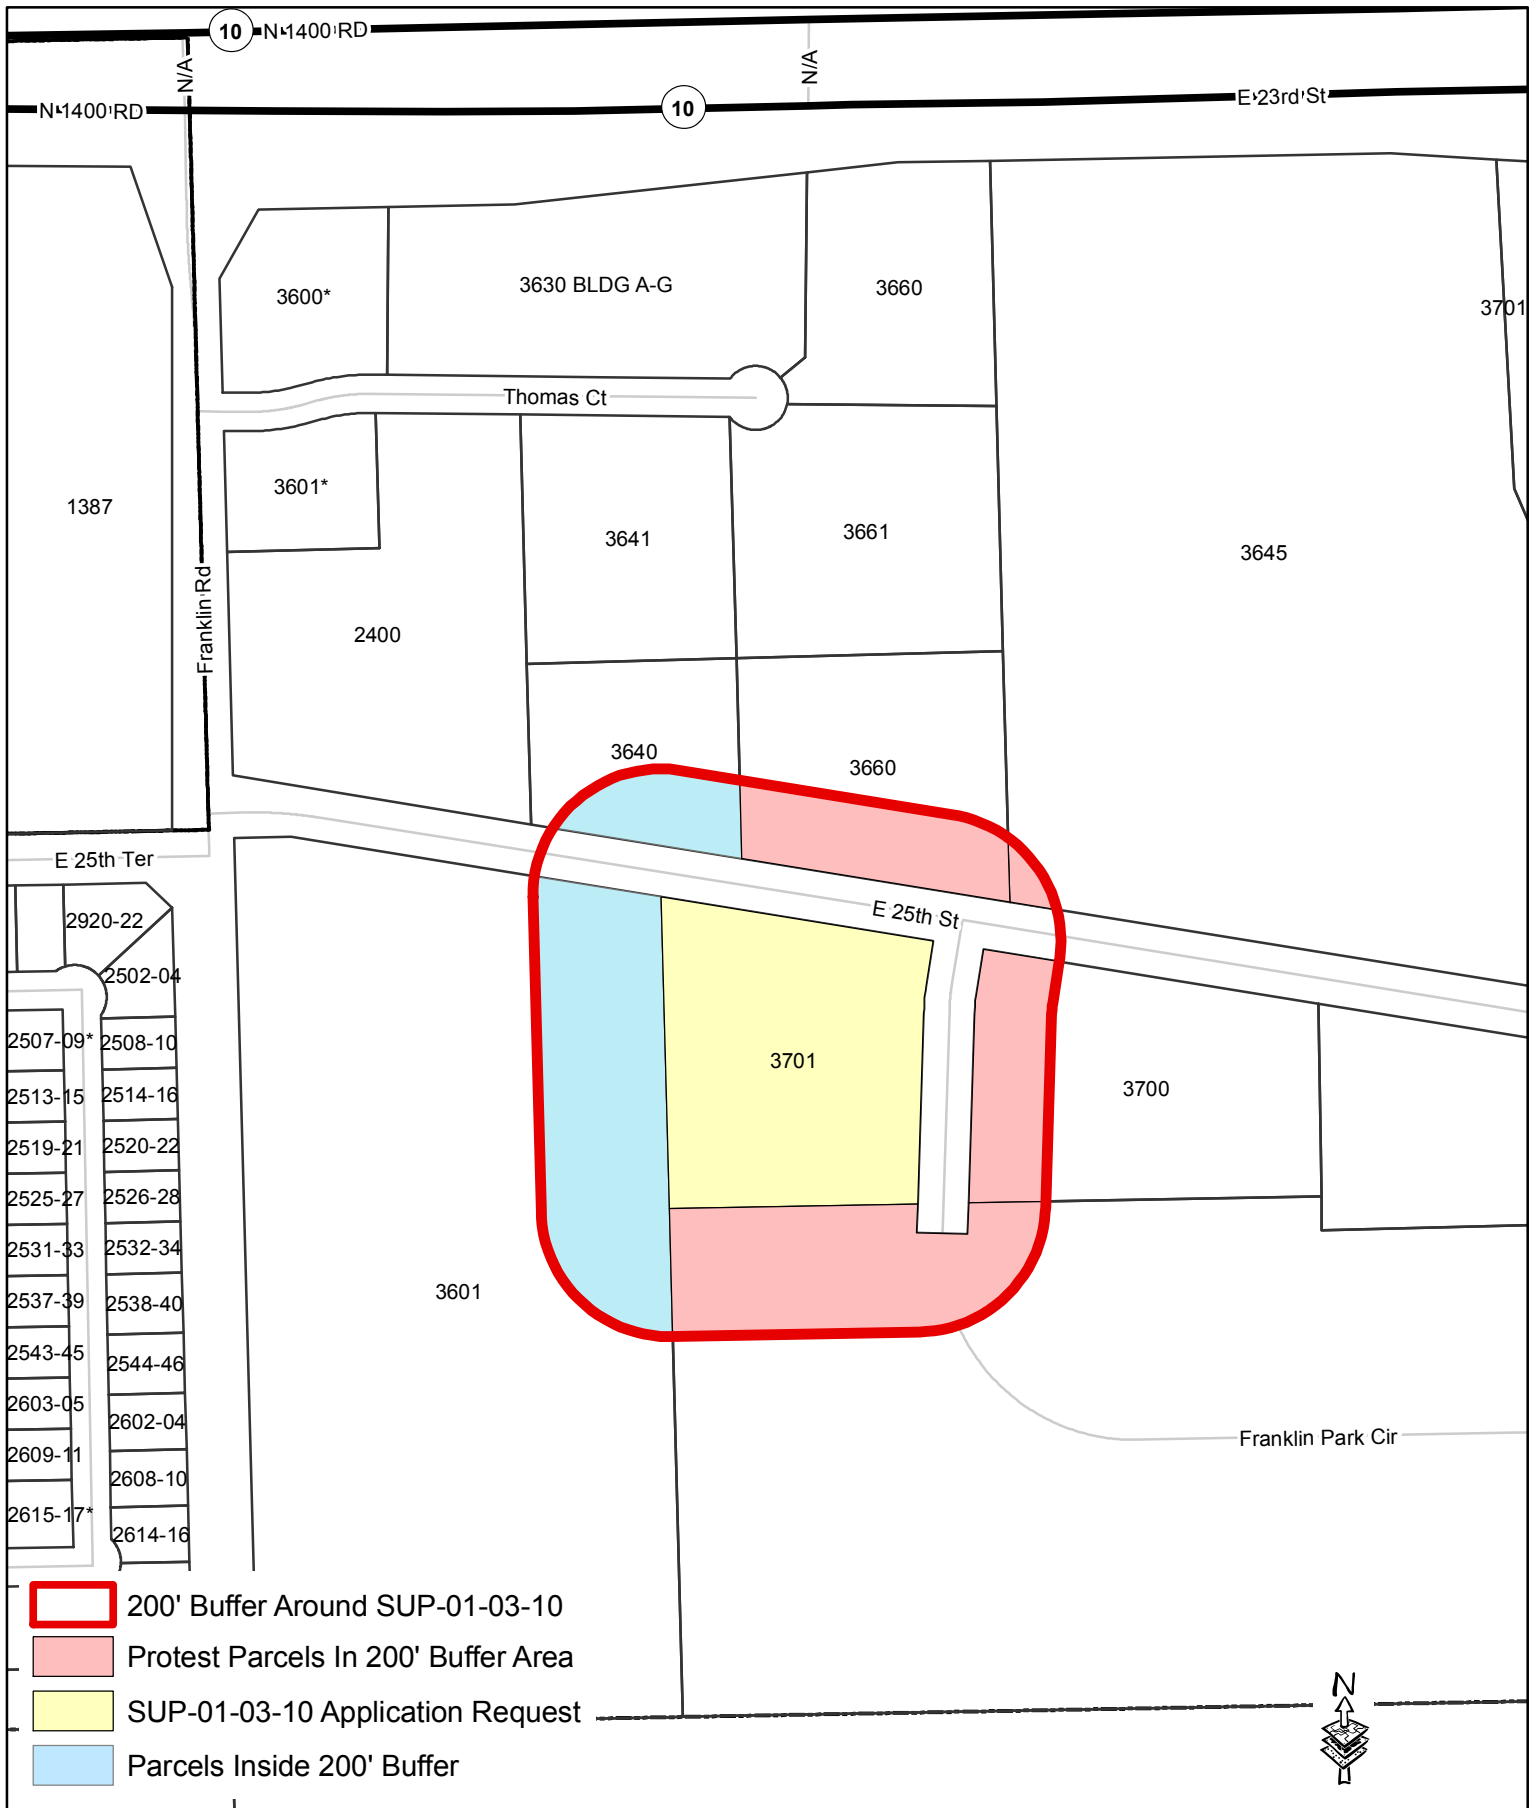 10
N 1400 RD
N/A
N/A
N 1400 RD
10
E 23rd St
3600*
3630 BLDG A-G
3660
3701
Thomas Ct
3601*
1387
3641
3661
3645
Franklin Rd
2400
3640
3660
E 25th Ter
E 25th St
2920-22
2502-04
2507-09*
2508-10
3701
3700
2513-15
2514-16
2519-21
2520-22
2525-27
2526-28
2531-33
2532-34
3601
2537-39
2538-40
2543-45
2544-46
2603-05
2602-04
Franklin Park Cir
2609-11
2608-10
2615-17*
2614-16
200' Buffer Around SUP-01-03-10
Protest Parcels In 200' Buffer Area
SUP-01-03-10 Application Request
Parcels Inside 200' Buffer
N